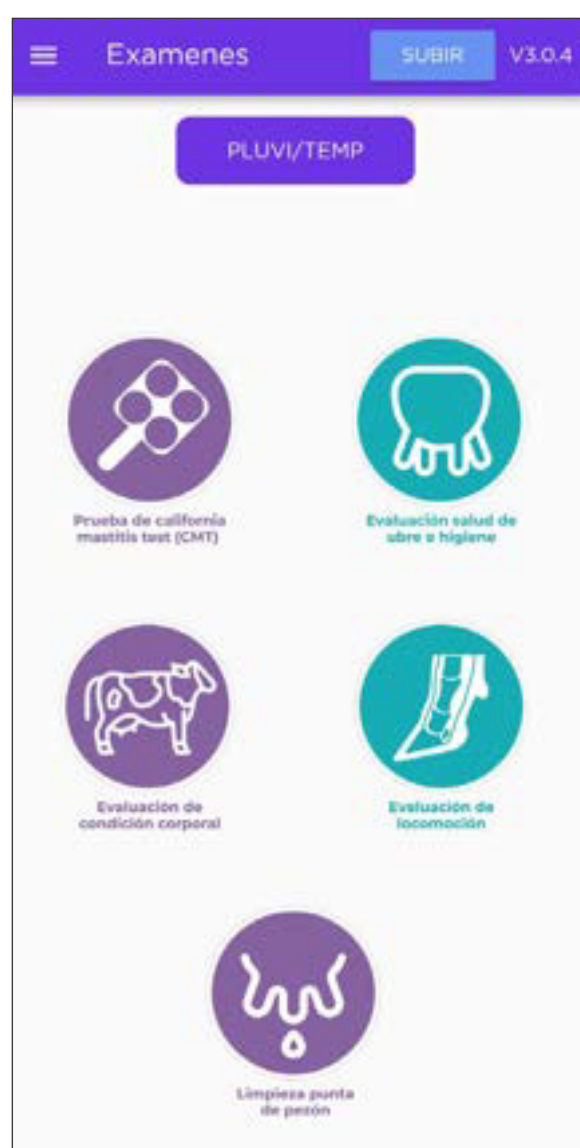 Examenes
SUBIR
V3.0.4
PLUVI/TEMP
Prueba de california
mastitis test (CMT)
Evaluación salud de
ubre o higiene
Evaluación de
condición corporal
Evaluación de
locomoción
Limpieza punta
de pezón